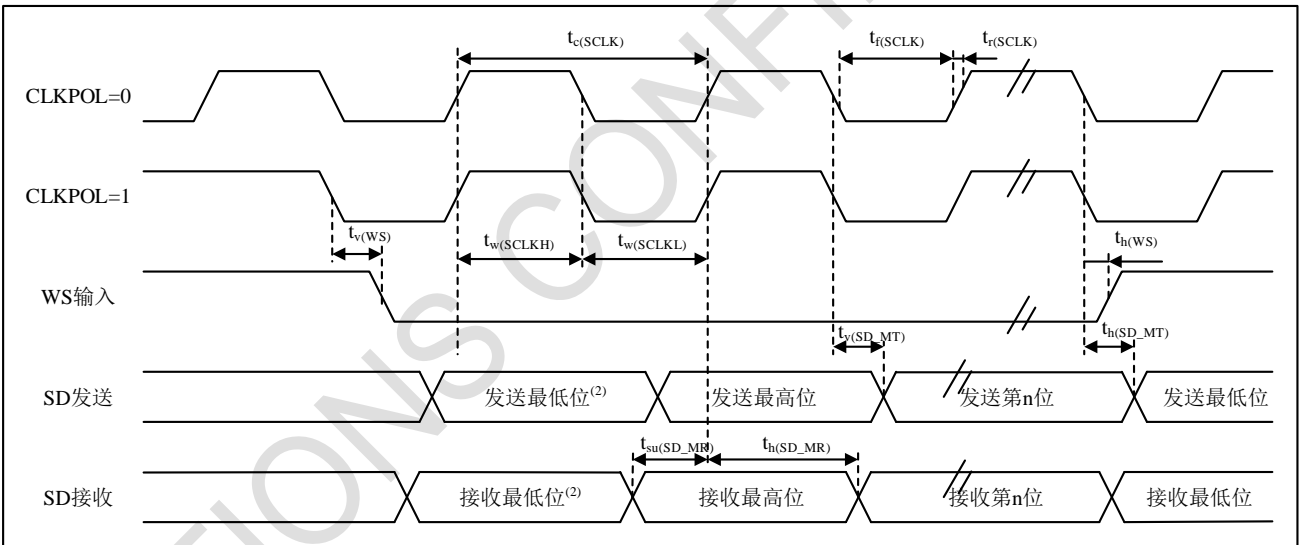 TIONS CONFI
tc(SCLK)
tf(SCLK)
tr(SCLK)
CLKPOL=0
CLKPOL=1
tv(WS)
tw(SCLKH)
tw(SCLKL)
th(WS)
WS输入
tv(SD_MT)
th(SD_MT)
SD发送
发送最低位(2)
发送最高位
发送第n位
发送最低位
tsu(SD_MR)
th(SD_MR)
SD接收
接收最低位(2)
接收最高位
接收第n位
接收最低位